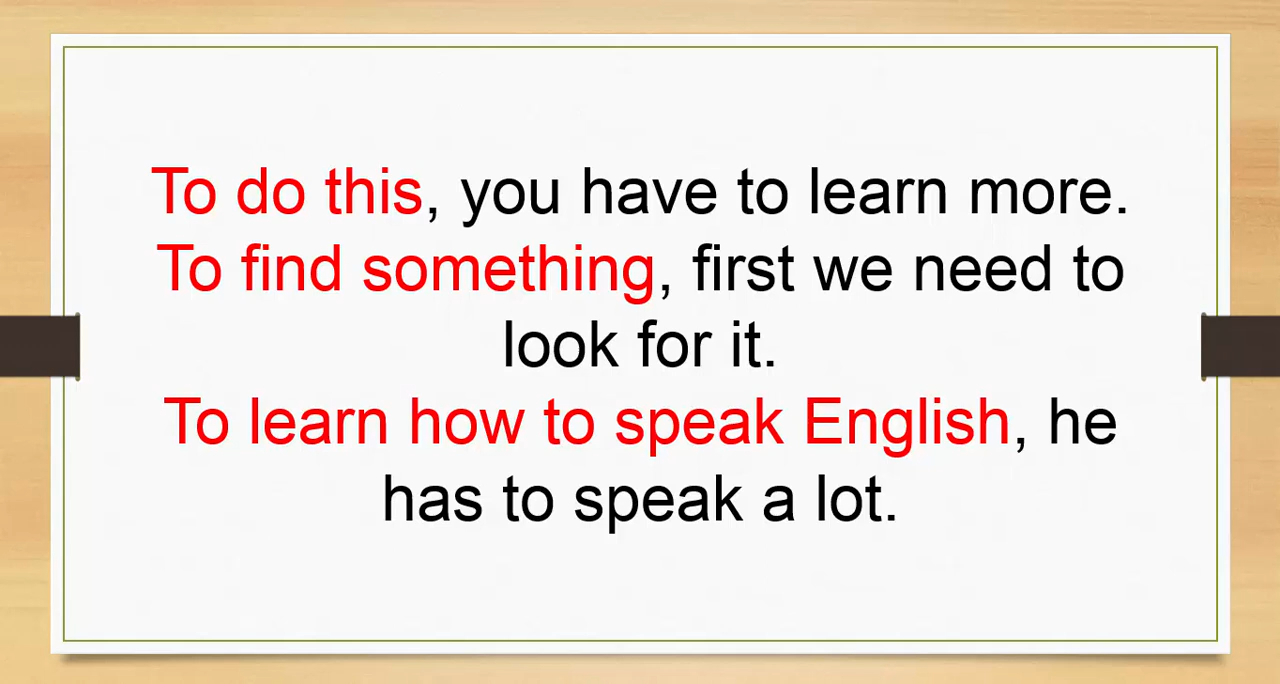 To do this, you have to learn more.
To find something, first we need to
look for it.
To learn how to speak English, he
has to speak a lot.